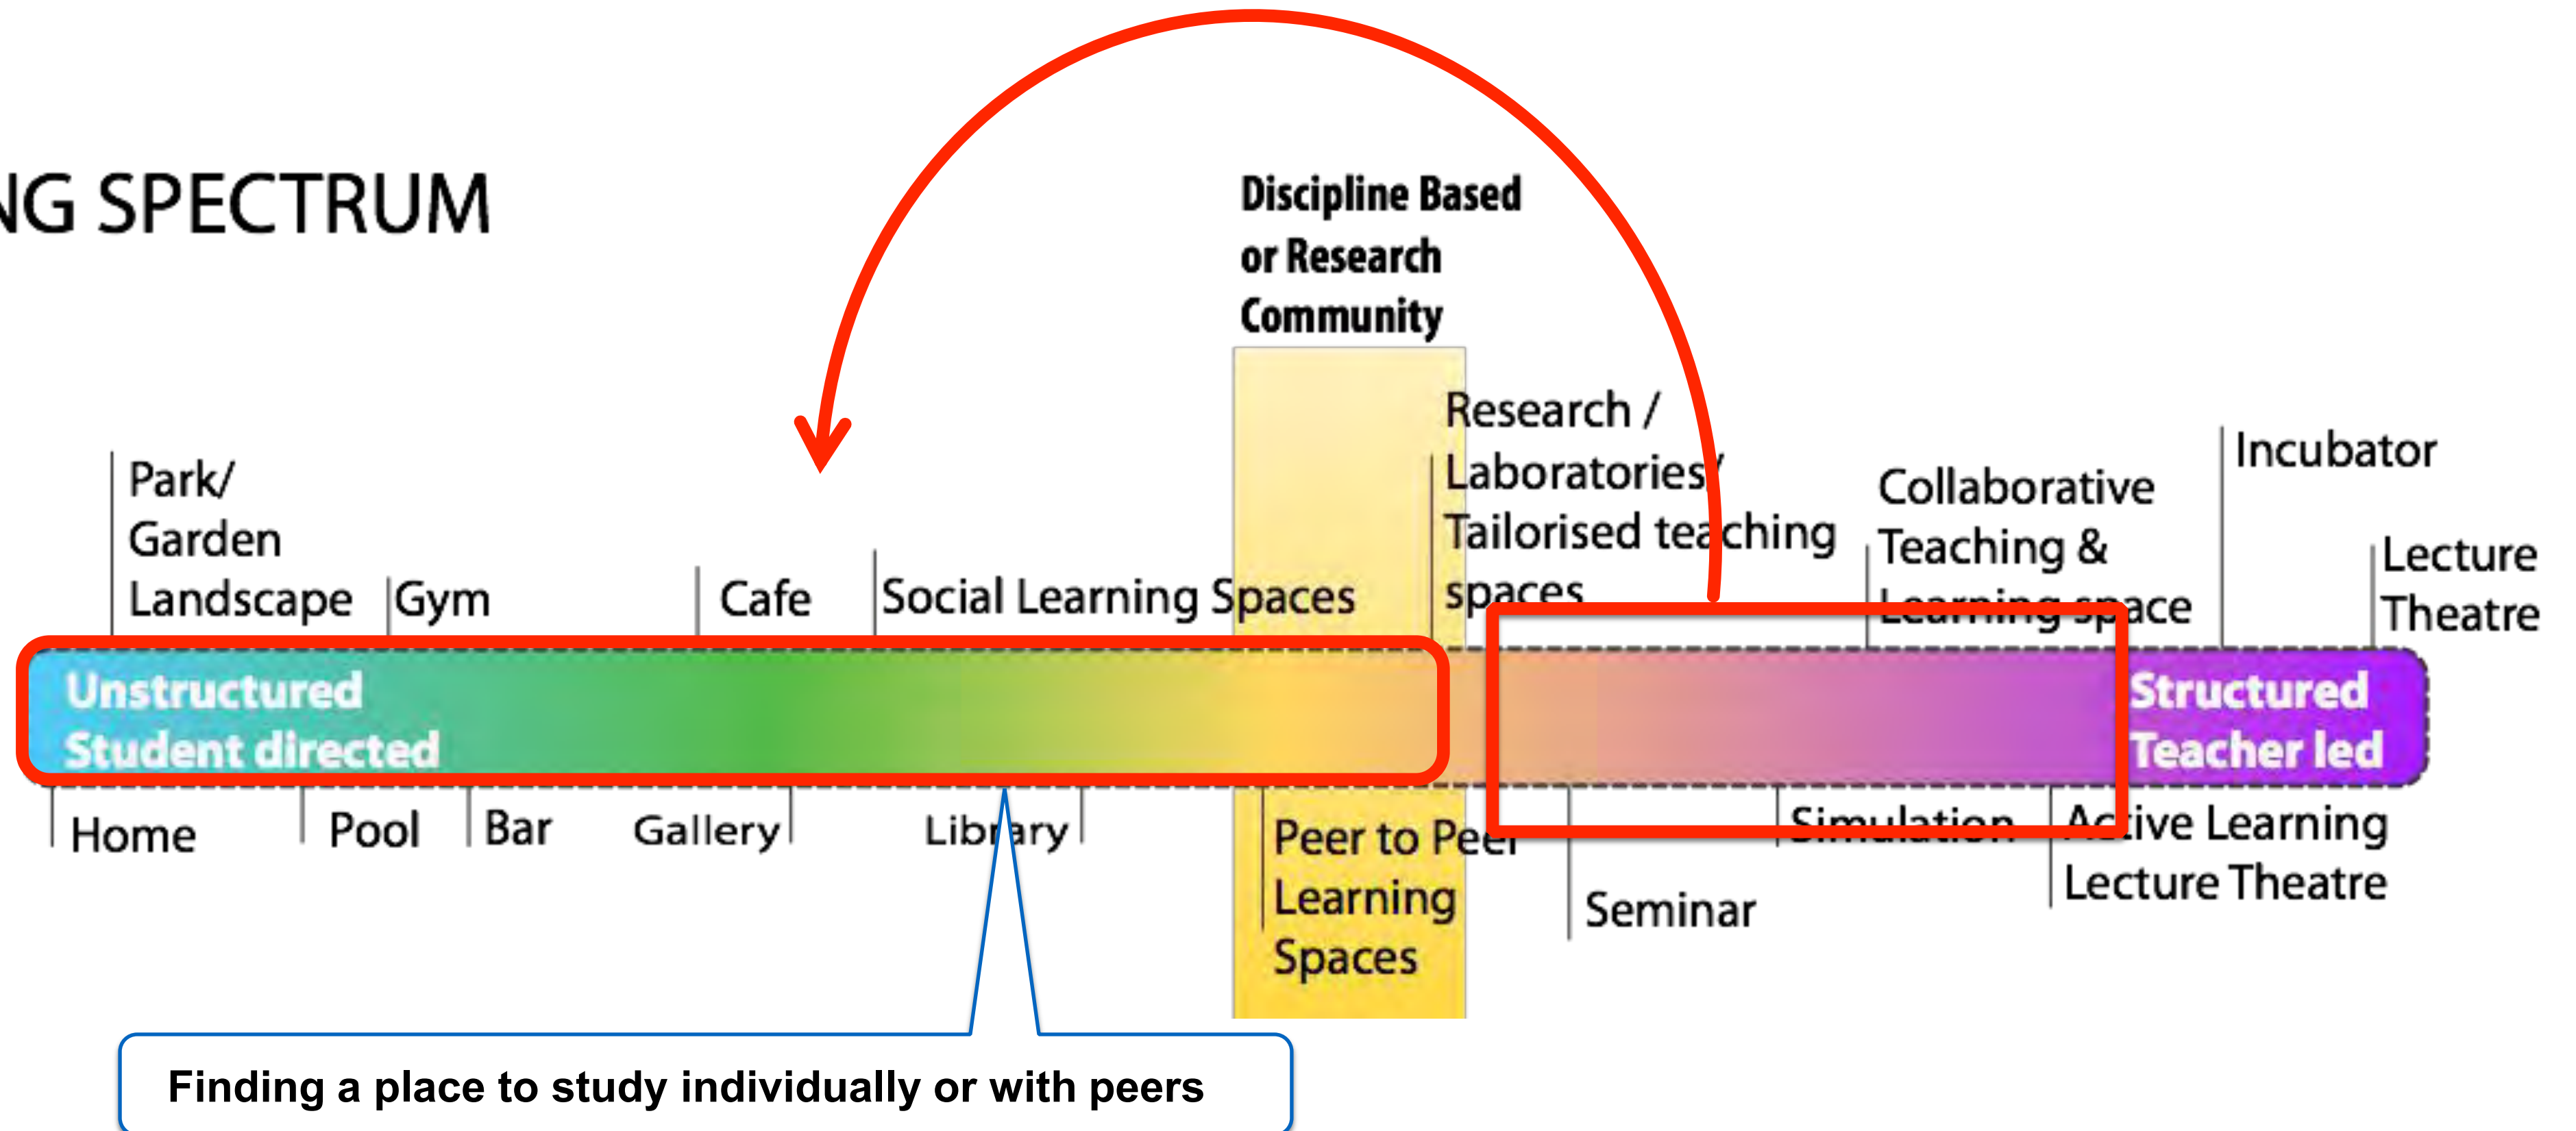 NG SPECTRUM
Discipline Based
or Research
Community
Research /
Laboratories/
Tailorised teaching
spaces
Park/
Garden
Landscape
Gym
Cafe
Social Learning Spaces
Collaborative
Teaching &
Learning space
Incubator
Lecture
Theatre
Unstructured
Student directed
Structured
Teacher led
Home
Pool
Bar
Gallery
Library
Peer to Peer
Learning
Spaces
Seminar
Simulation
Active Learning
Lecture Theatre
Finding a place to study individually or with peers